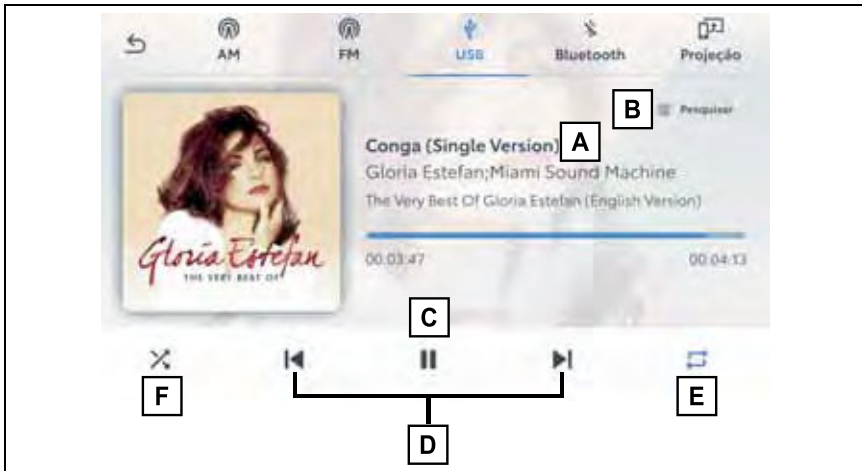 AM
FM
USB
Bluetooth
Projeção
B
Pesquisar
Conga (Single Version)
A
Gloria Estefan;Miami Sound Machine
The Very Best Of Gloria Estefan (English Version)
Gloria Estefan
THE VERY BEST OF
00:03:47
00:04:13
C
F
E
D